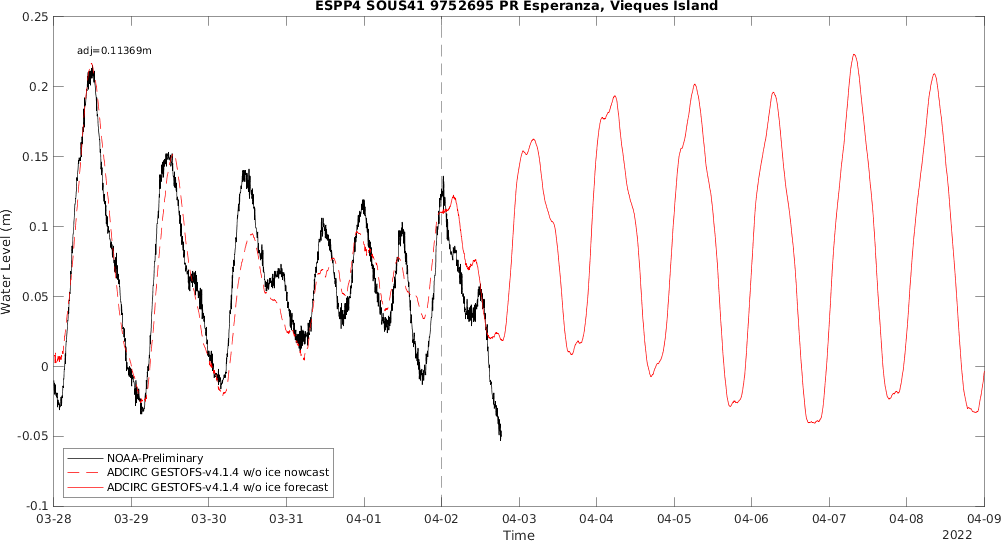 ESPP4 SOUS41 9752695 PR Esperanza, Vieques Island
adj=0.11369m
Water Level (m)
0.25
0.2
0.15
0.1
0.05
0
-0.05
-0.1
NOAA-Preliminary
ADCIRC GESTOFS-v4.1.4 w/o ice nowcast
ADCIRC GESTOFS-v4.1.4 w/o ice forecast
03-28 03-29 03-30 03-31 04-01 04-02 04-03 04-04 04-05 04-06 04-07 04-08 04-09
Time
2022